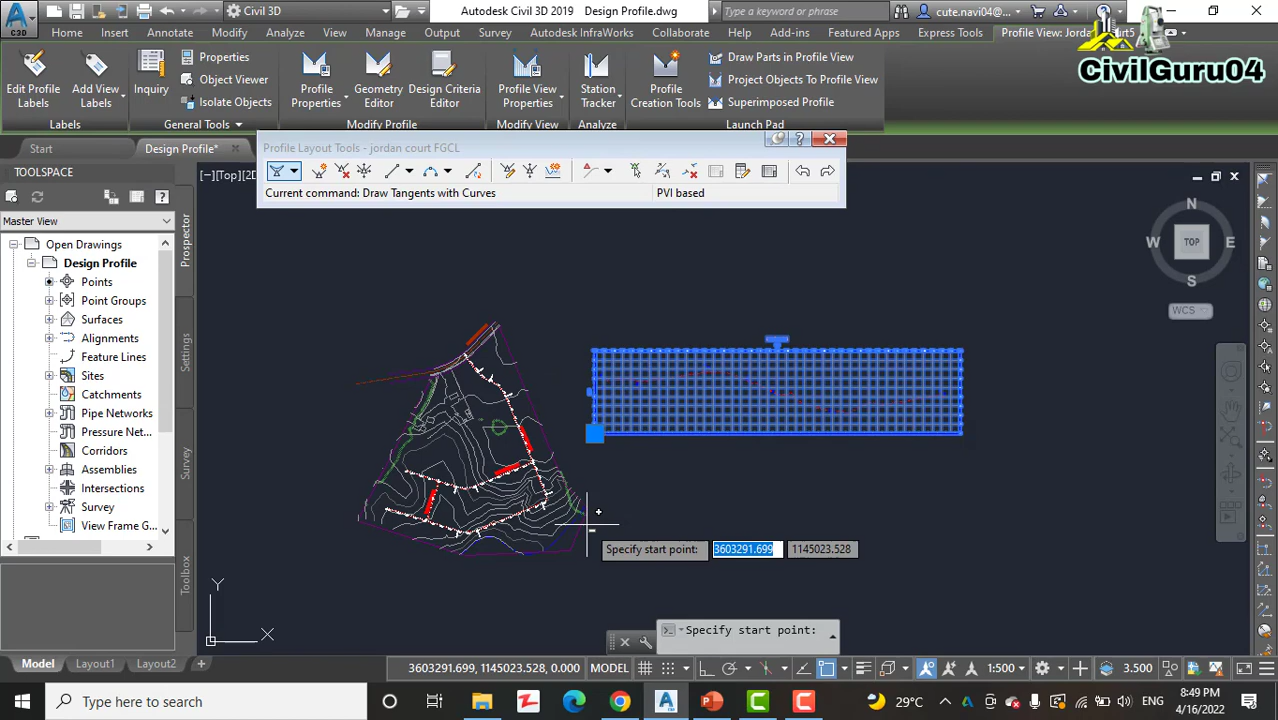 C3D
Civil 3D
Autodesk Civil 3D 2019 Design Profile.dwg
Type a keyword or phrase
cute.navi04@...
Home Insert Annotate Modify Analyze View Manage Output Survey Autodesk InfraWorks Collaborate Help Add-ins Featured Apps Express Tools Profile View: Jorda
urt5
CivilGuru04
Edit Profile Labels
Add View Labels
Labels
Inquiry
Properties
Object Viewer
Isolate Objects
General Tools
Profile Properties
Geometry Editor
Design Criteria Editor
Modify Profile
Profile View Properties
Modify View
Station Tracker
Analyze
Profile Creation Tools
Draw Parts in Profile View
Project Objects To Profile View
Superimposed Profile
Launch Pad
Start
Design Profile*
Profile Layout Tools - jordan court FGCL
Current command: Draw Tangents with Curves
PVI based
TOOLSPACE
Master View
Open Drawings
Design Profile
Points
Point Groups
Surfaces
Alignments
Feature Lines
Sites
Catchments
Pipe Networks
Pressure Net...
Corridors
Assemblies
Intersections
Survey
View Frame G...
Prospector
Settings
Survey
Toolbox
[−][Top][2D
N
W
TOP
E
S
WCS
Specify start point:
3603291.699
1145023.528
Y
X
Specify start point:
Model
Layout1
Layout2
3603291.699, 1145023.528, 0.000
MODEL
1:500
3.500
Type here to search
29°C
ENG
8:49 PM
4/16/2022